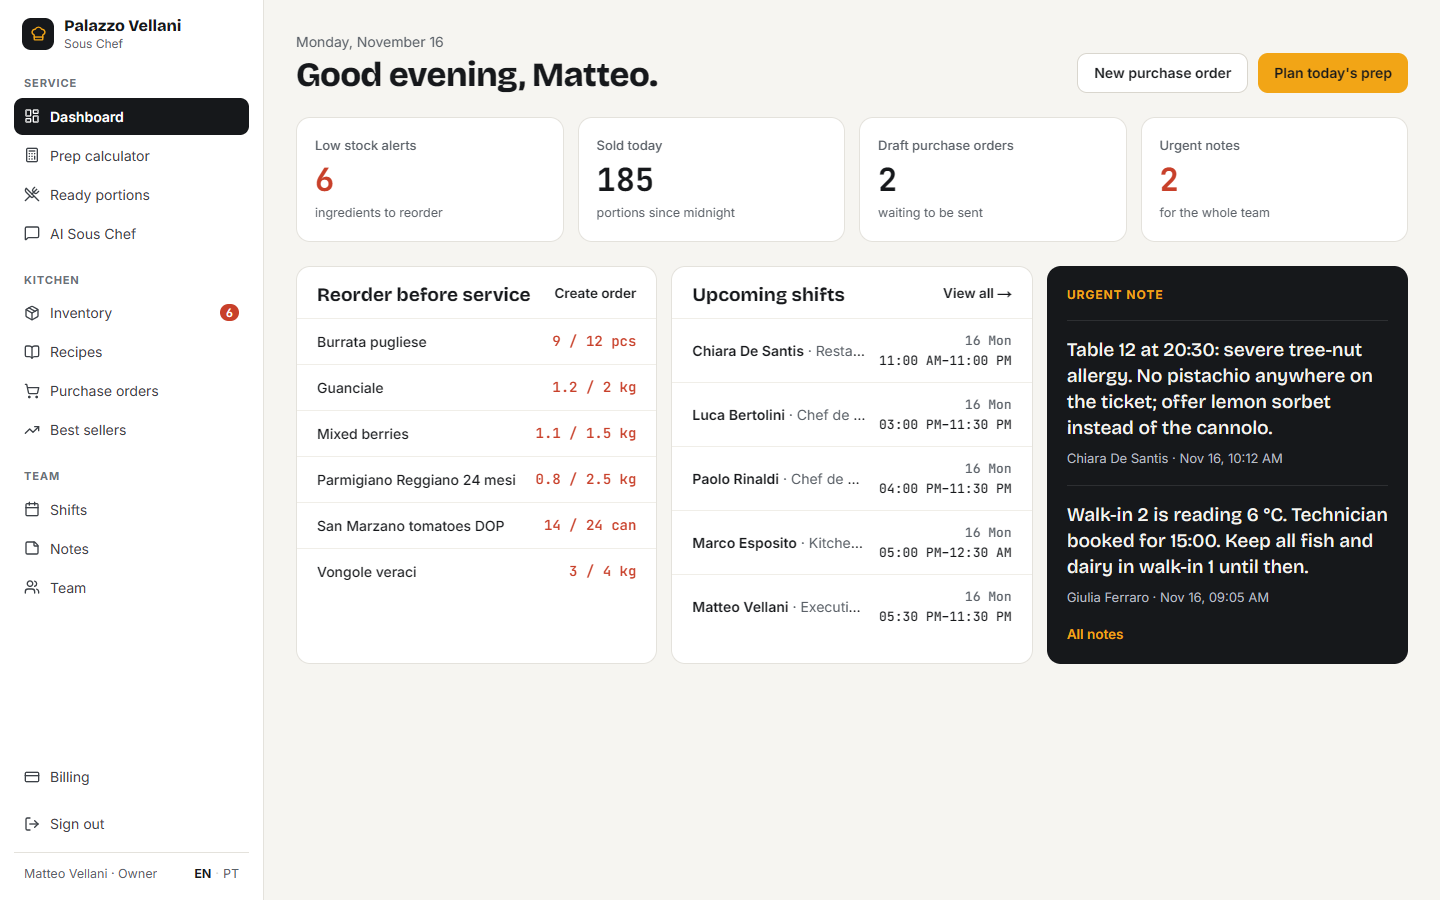 Palazzo Vellani
Sous Chef
SERVICE
Dashboard
Prep calculator
Ready portions
AI Sous Chef
KITCHEN
Inventory 6
Recipes
Purchase orders
Best sellers
TEAM
Shifts
Notes
Team
Billing
Sign out
Matteo Vellani · Owner EN · PT
Monday, November 16
Good evening, Matteo.
New purchase order
Plan today's prep
Low stock alerts
6
ingredients to reorder
Sold today
185
portions since midnight
Draft purchase orders
2
waiting to be sent
Urgent notes
2
for the whole team
Reorder before service Create order
Burrata pugliese 9 / 12 pcs
Guanciale 1.2 / 2 kg
Mixed berries 1.1 / 1.5 kg
Parmigiano Reggiano 24 mesi 0.8 / 2.5 kg
San Marzano tomatoes DOP 14 / 24 can
Vongole veraci 3 / 4 kg
Upcoming shifts View all →
Chiara De Santis · Resta...
16 Mon
11:00 AM–11:00 PM
Luca Bertolini · Chef de ...
16 Mon
03:00 PM–11:30 PM
Paolo Rinaldi · Chef de ...
16 Mon
04:00 PM–11:30 PM
Marco Esposito · Kitche...
16 Mon
05:00 PM–12:30 AM
Matteo Vellani · Executi...
16 Mon
05:30 PM–11:30 PM
URGENT NOTE
Table 12 at 20:30: severe tree-nut
allergy. No pistachio anywhere on
the ticket; offer lemon sorbet
instead of the cannolo.
Chiara De Santis · Nov 16, 10:12 AM
Walk-in 2 is reading 6 °C. Technician
booked for 15:00. Keep all fish and
dairy in walk-in 1 until then.
Giulia Ferraro · Nov 16, 09:05 AM
All notes